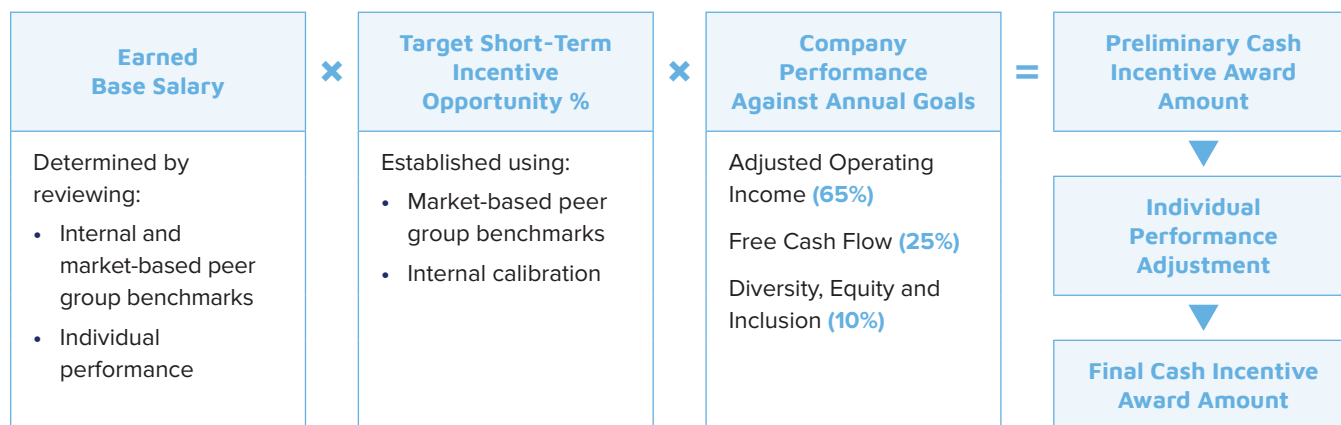 Earned
Base Salary
×
Target Short-Term
Incentive
Opportunity %
×
Company
Performance
Against Annual Goals
=
Preliminary Cash
Incentive Award
Amount
Determined by
reviewing:
• Internal and
market-based peer
group benchmarks
• Individual
performance
Established using:
• Market-based peer
group benchmarks
• Internal calibration
Adjusted Operating
Income (65%)
Free Cash Flow (25%)
Diversity, Equity and
Inclusion (10%)
Individual
Performance
Adjustment
Final Cash Incentive
Award Amount